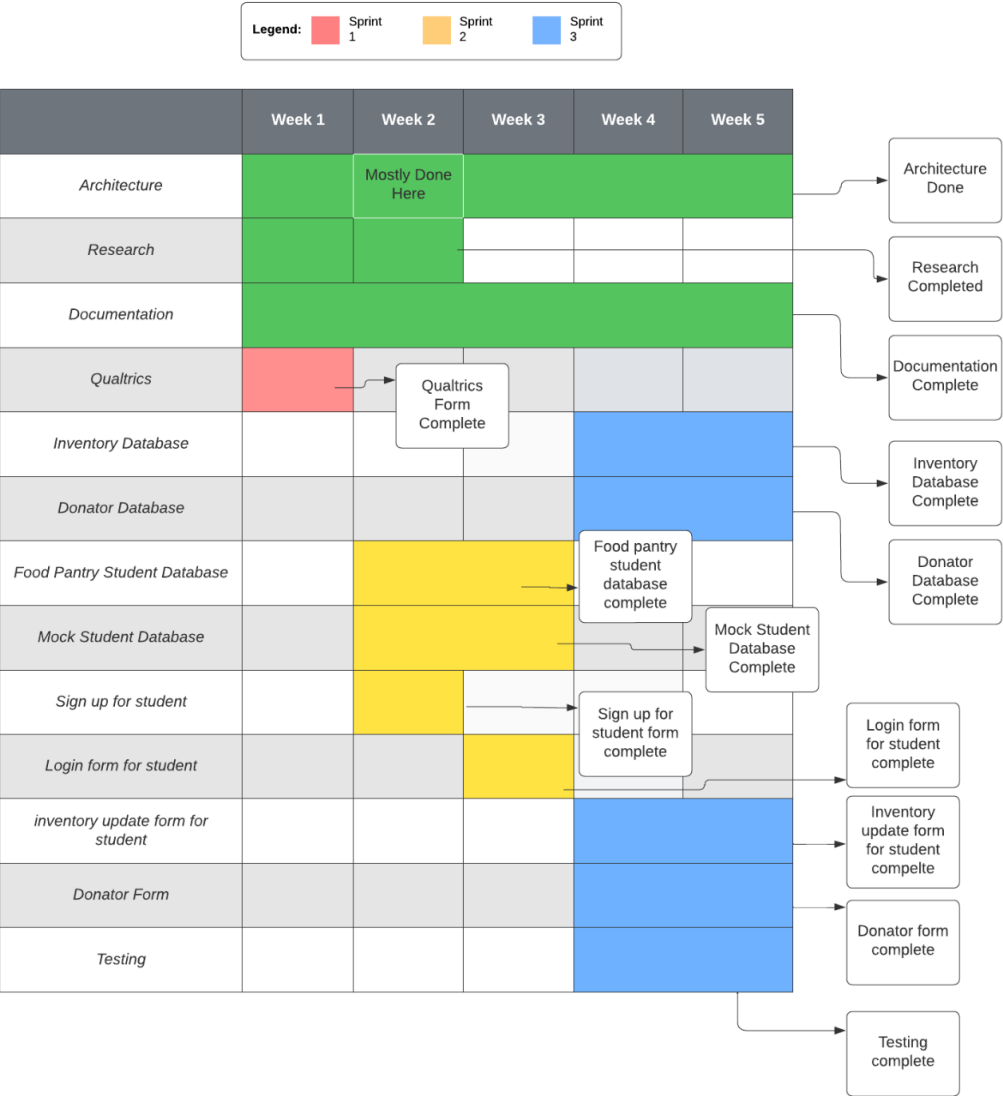 Legend:
Sprint
1
Sprint
2
Sprint
3
Week 1
Week 2
Week 3
Week 4
Week 5
Architecture
Mostly Done
Here
Architecture
Done
Research
Research
Completed
Documentation
Documentation
Complete
Qualtrics
Qualtrics
Form
Complete
Inventory Database
Inventory
Database
Complete
Donator Database
Donator
Database
Complete
Food Pantry Student Database
Food pantry
student
database
complete
Mock Student Database
Mock Student
Database
Complete
Sign up for student
Sign up for
student form
complete
Login form for student
Login form
for student
complete
inventory update form for
student
Inventory
update form
for student
compelte
Donator Form
Donator form
complete
Testing
Testing
complete